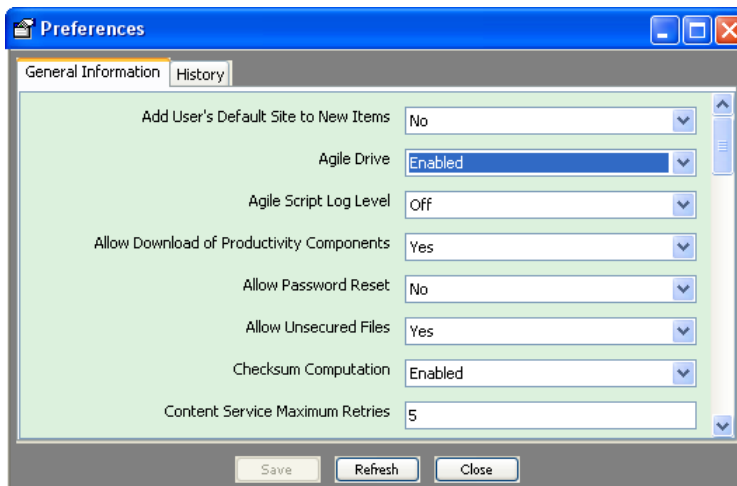 Preferences
General Information History
Add User's Default Site to New Items No
Agile Drive Enabled
Agile Script Log Level Off
Allow Download of Productivity Components Yes
Allow Password Reset No
Allow Unsecured Files Yes
Checksum Computation Enabled
Content Service Maximum Retries 5
Save Refresh Close